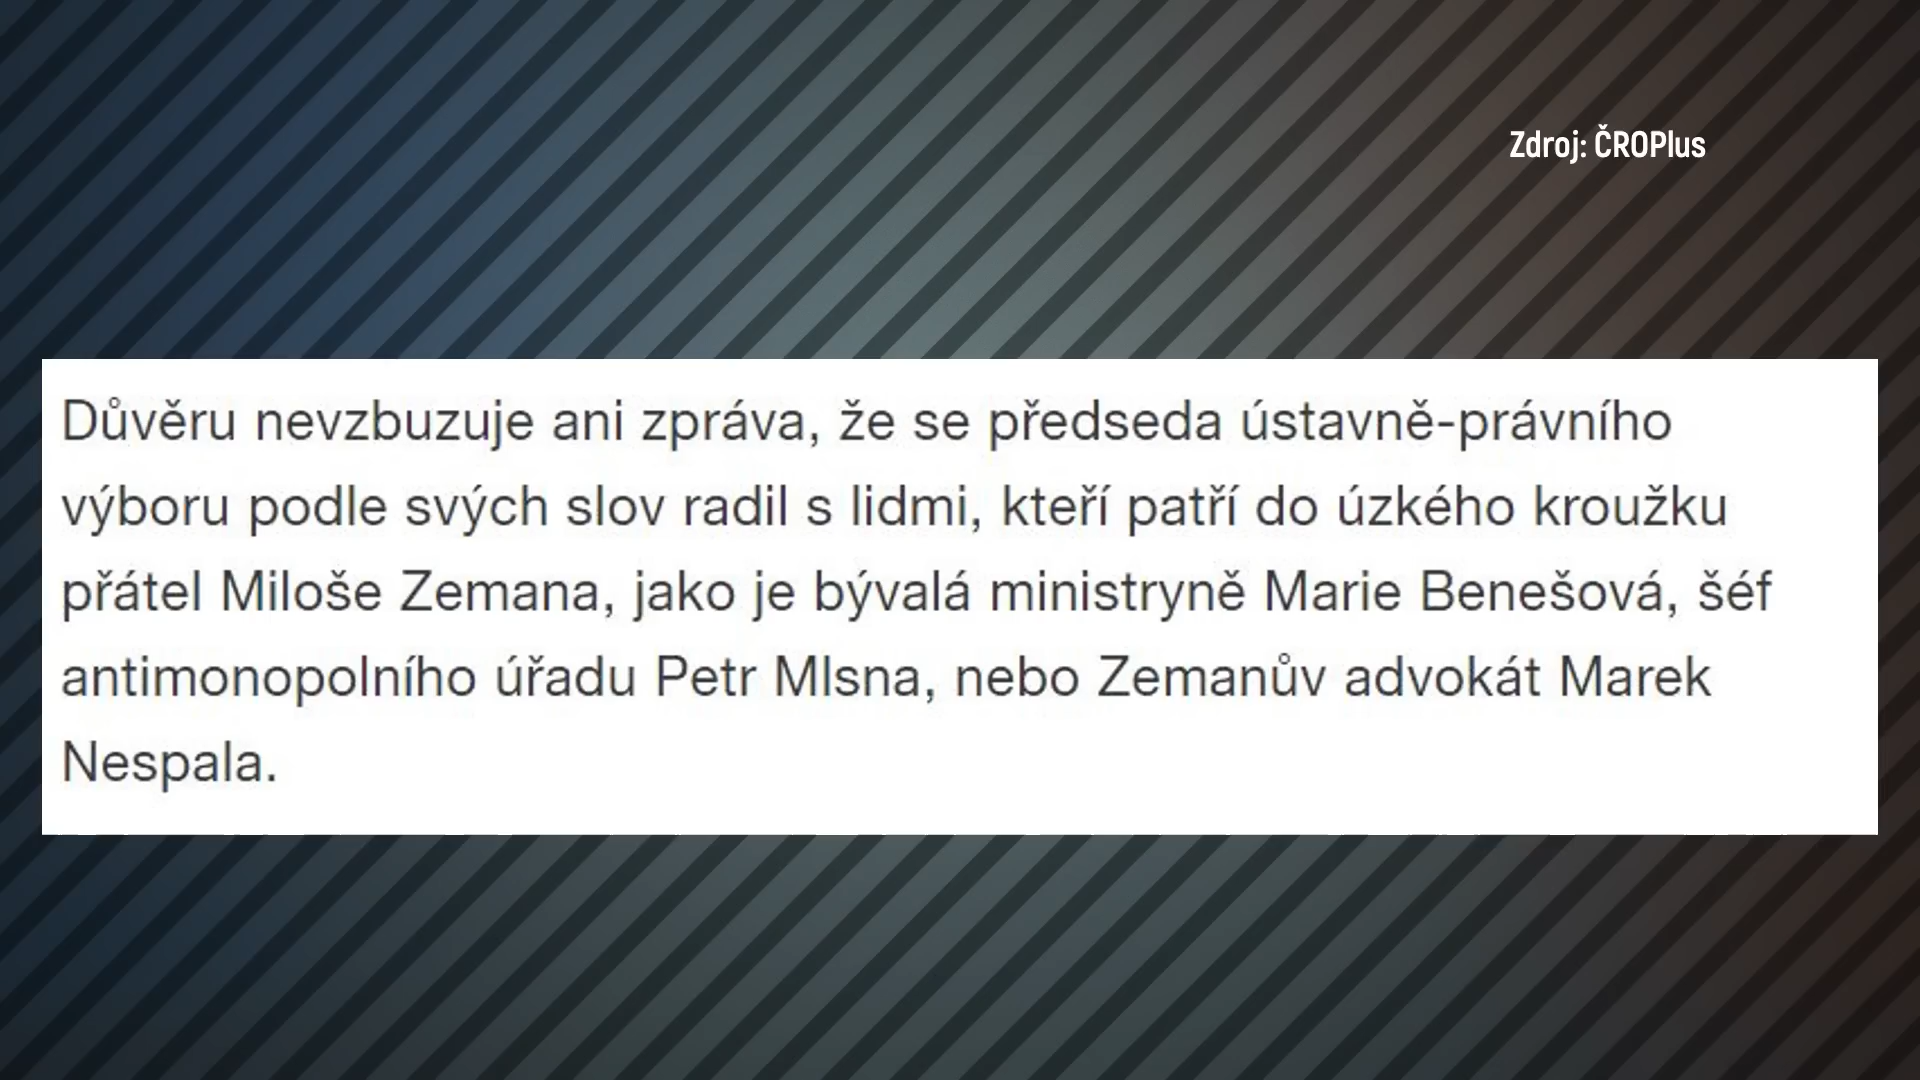 Zdroj: ČROPlus
Důvěru nevzbuzuje ani zpráva, že se předseda ústavně-právního
výboru podle svých slov radil s lidmi, kteří patří do úzkého kroužku
přátel Miloše Zemana, jako je bývalá ministryně Marie Benešová, šéf
antimonopolního úřadu Petr Mlsna, nebo Zemanův advokát Marek
Nespala.